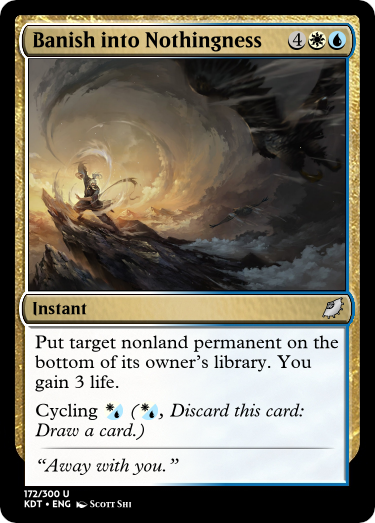 Banish into Nothingness 4
Instant
Put target nonland permanent on the
bottom of its owner's library. You
gain 3 life.
Cycling (, Discard this card:
Draw a card.)
"Away with you."
172/300 U
KDT • ENG Scott Shi